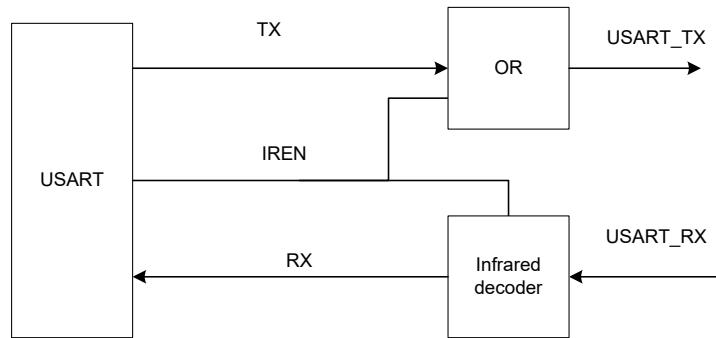 TX
USART_TX
OR
IREN
USART
USART_RX
RX
Infrared
decoder